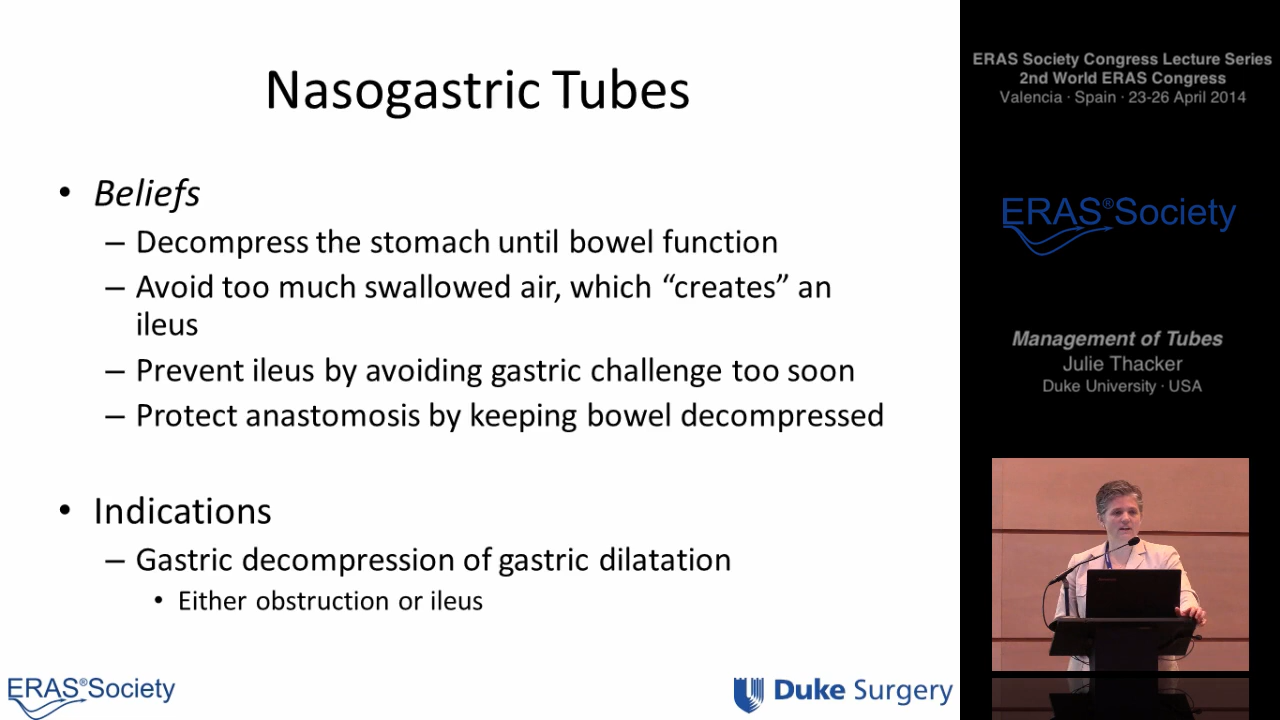 Nasogastric Tubes
• Beliefs
– Decompress the stomach until bowel function
– Avoid too much swallowed air, which “creates” an
ileus
– Prevent ileus by avoiding gastric challenge too soon
– Protect anastomosis by keeping bowel decompressed
• Indications
– Gastric decompression of gastric dilatation
• Either obstruction or ileus
ERAS®Society
Duke Surgery
ERAS Society Congress Lecture Series
2nd World ERAS Congress
Valencia · Spain · 23-26 April 2014
ERAS®Society
Management of Tubes
Julie Thacker
Duke University · USA